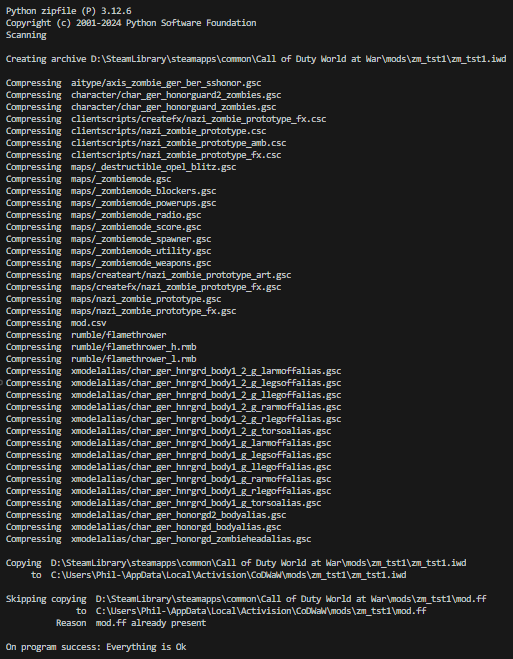 Python zipfile (P) 3.12.6
Copyright (c) 2001-2024 Python Software Foundation
Scanning
Creating archive D:\SteamLibrary\steamapps\common\Call of Duty World at War\mods\zm_tst1\zm_tst1.iwd
Compressing  aitype/axis_zombie_ger_ber_sshonor.gsc
Compressing  character/char_ger_honorguard2_zombies.gsc
Compressing  character/char_ger_honorguard_zombies.gsc
Compressing  clientscripts/createfx/nazi_zombie_prototype_fx.csc
Compressing  clientscripts/nazi_zombie_prototype.csc
Compressing  clientscripts/nazi_zombie_prototype_amb.csc
Compressing  clientscripts/nazi_zombie_prototype_fx.csc
Compressing  maps/_destructible_opel_blitz.gsc
Compressing  maps/_zombiemode.gsc
Compressing  maps/_zombiemode_blockers.gsc
Compressing  maps/_zombiemode_powerups.gsc
Compressing  maps/_zombiemode_radio.gsc
Compressing  maps/_zombiemode_score.gsc
Compressing  maps/_zombiemode_spawner.gsc
Compressing  maps/_zombiemode_utility.gsc
Compressing  maps/_zombiemode_weapons.gsc
Compressing  maps/createart/nazi_zombie_prototype_art.gsc
Compressing  maps/createfx/nazi_zombie_prototype_fx.gsc
Compressing  maps/nazi_zombie_prototype.gsc
Compressing  maps/nazi_zombie_prototype_fx.gsc
Compressing  mod.csv
Compressing  rumble/flamethrower
Compressing  rumble/flamethrower_h.rmb
Compressing  rumble/flamethrower_l.rmb
Compressing  xmodelalias/char_ger_hnrgrd_body1_2_g_larmoffalias.gsc
Compressing  xmodelalias/char_ger_hnrgrd_body1_2_g_legsoffalias.gsc
Compressing  xmodelalias/char_ger_hnrgrd_body1_2_g_llegoffalias.gsc
Compressing  xmodelalias/char_ger_hnrgrd_body1_2_g_rarmoffalias.gsc
Compressing  xmodelalias/char_ger_hnrgrd_body1_2_g_rlegoffalias.gsc
Compressing  xmodelalias/char_ger_hnrgrd_body1_2_g_torsoalias.gsc
Compressing  xmodelalias/char_ger_hnrgrd_body1_g_larmoffalias.gsc
Compressing  xmodelalias/char_ger_hnrgrd_body1_g_legsoffalias.gsc
Compressing  xmodelalias/char_ger_hnrgrd_body1_g_llegoffalias.gsc
Compressing  xmodelalias/char_ger_hnrgrd_body1_g_rarmoffalias.gsc
Compressing  xmodelalias/char_ger_hnrgrd_body1_g_rlegoffalias.gsc
Compressing  xmodelalias/char_ger_hnrgrd_body1_g_torsoalias.gsc
Compressing  xmodelalias/char_ger_honorgd2_bodyalias.gsc
Compressing  xmodelalias/char_ger_honorgd_bodyalias.gsc
Compressing  xmodelalias/char_ger_honorgd_zombieheadalias.gsc
Copying  D:\SteamLibrary\steamapps\common\Call of Duty World at War\mods\zm_tst1\zm_tst1.iwd
to  C:\Users\Phil-\AppData\Local\Activision\CoDWaW\mods\zm_tst1\zm_tst1.iwd
Skipping copying  D:\SteamLibrary\steamapps\common\Call of Duty World at War\mods\zm_tst1\mod.ff
to  C:\Users\Phil-\AppData\Local\Activision\CoDWaW\mods\zm_tst1\mod.ff
Reason  mod.ff already present
On program success: Everything is Ok